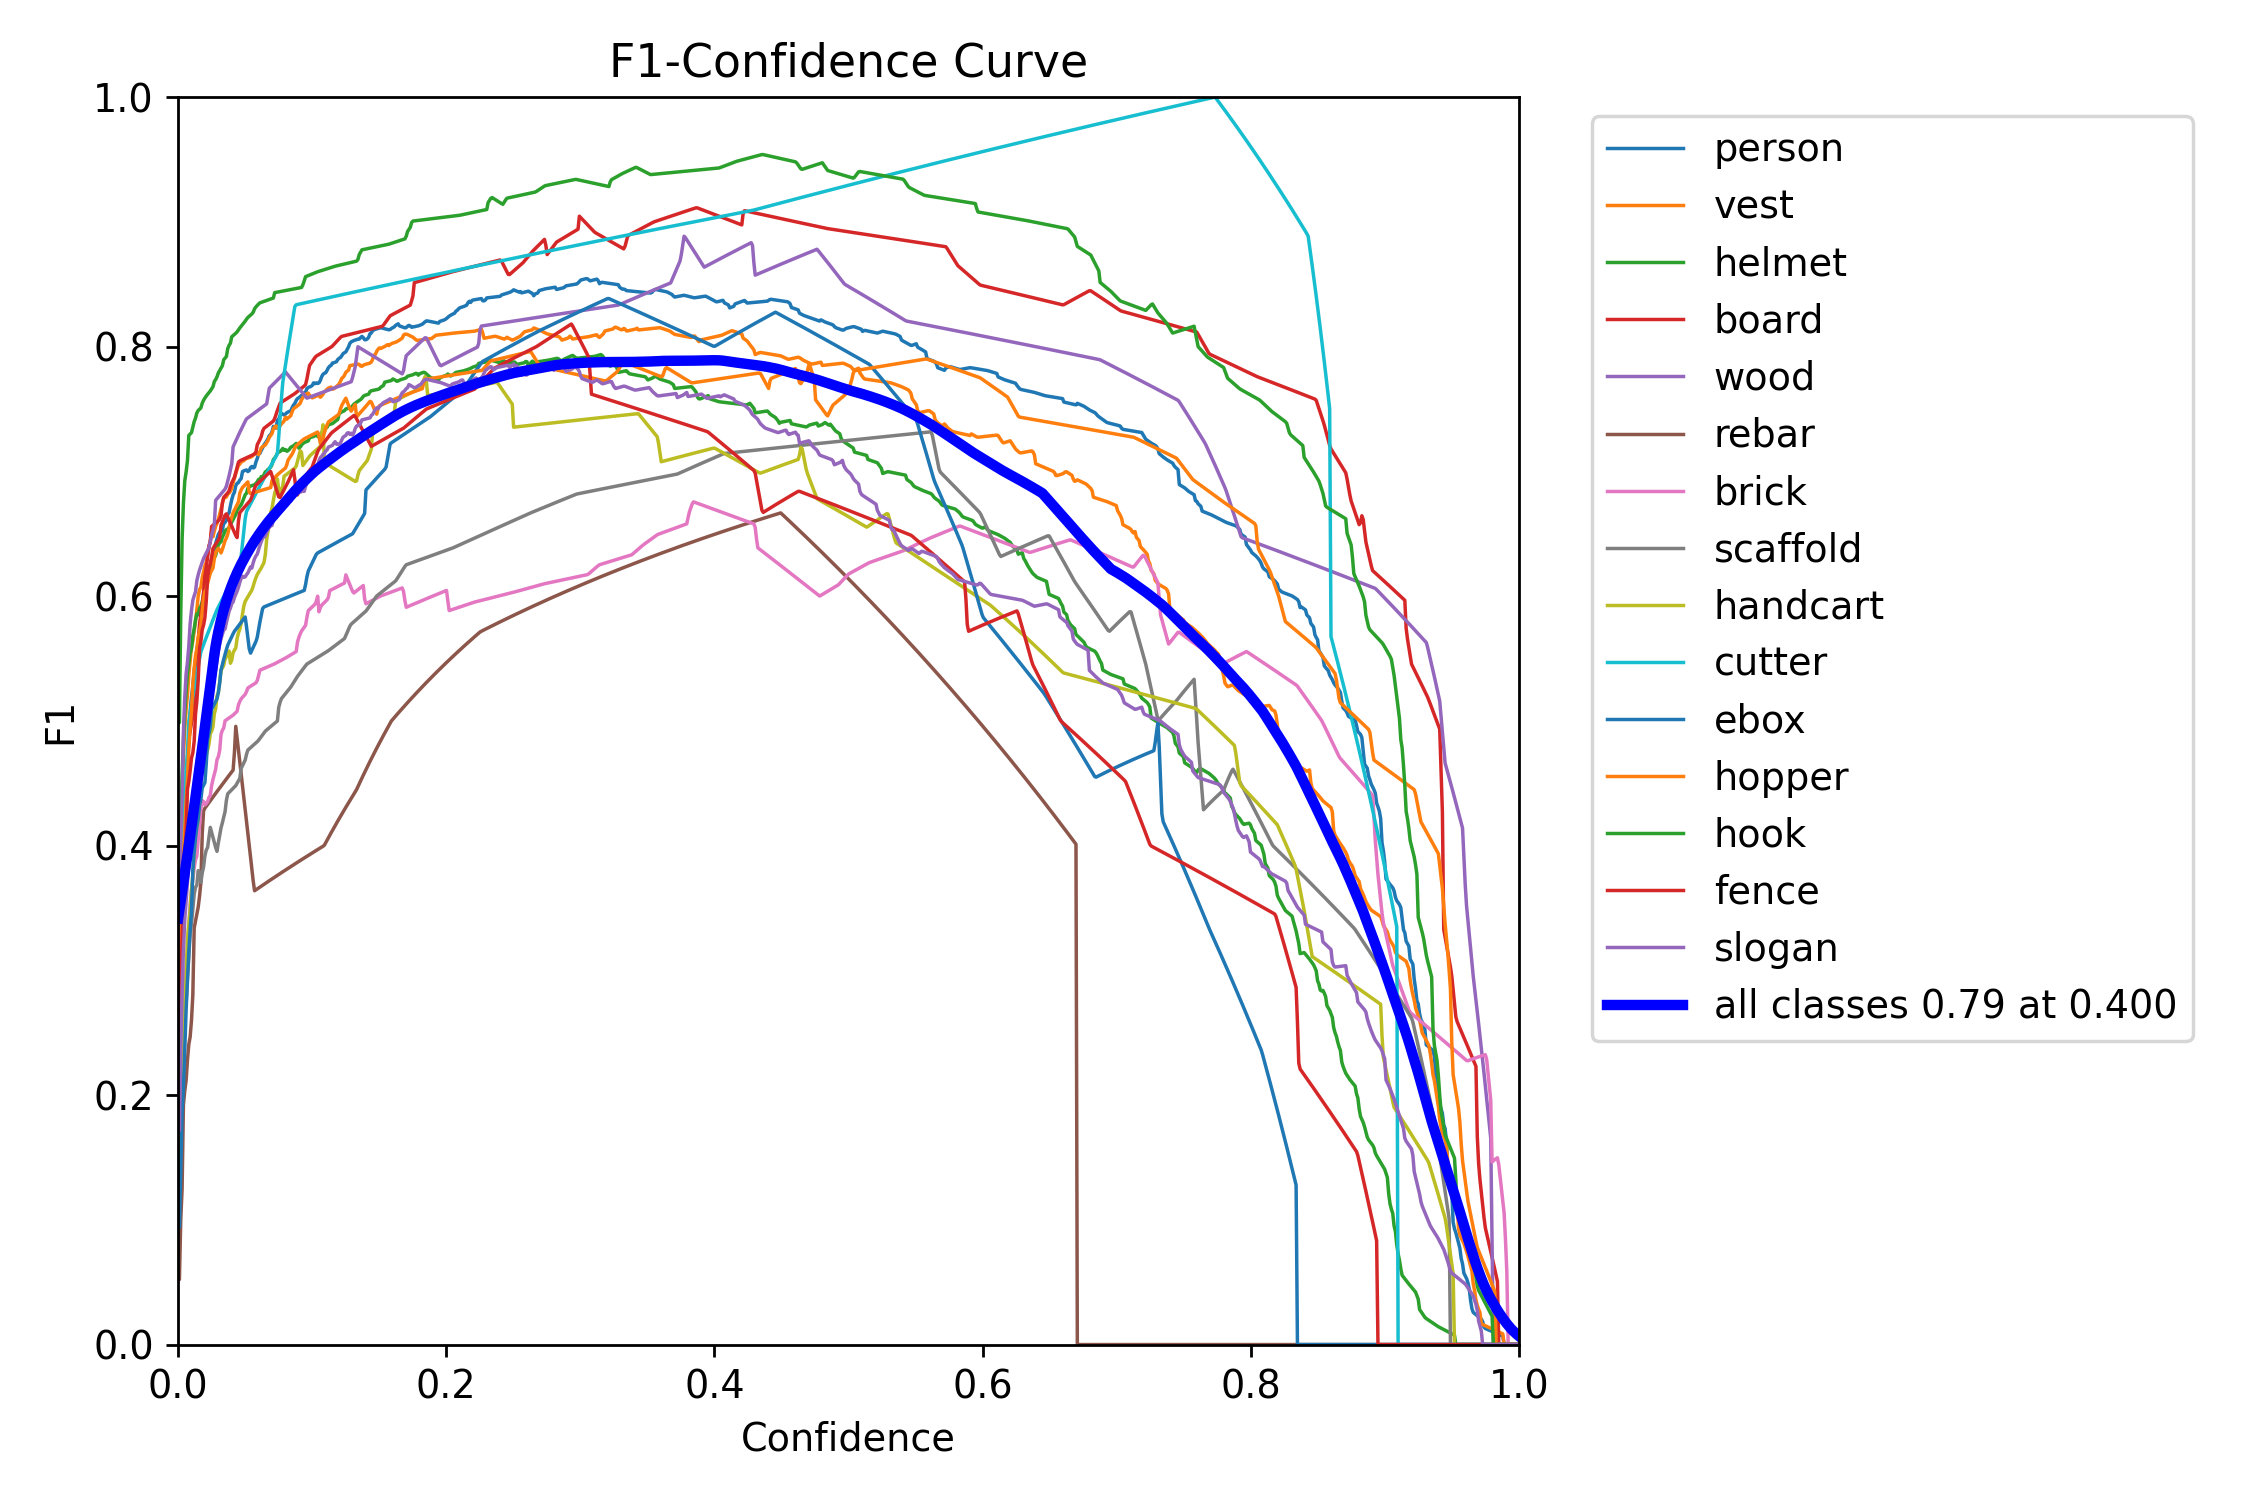 F1-Confidence Curve
1.0
0.8
0.6
0.4
0.2
0.0
F1
0.0 0.2 0.4 0.6 0.8 1.0
Confidence
person
vest
helmet
board
wood
rebar
brick
scaffold
handcart
cutter
ebox
hopper
hook
fence
slogan
all classes 0.79 at 0.400